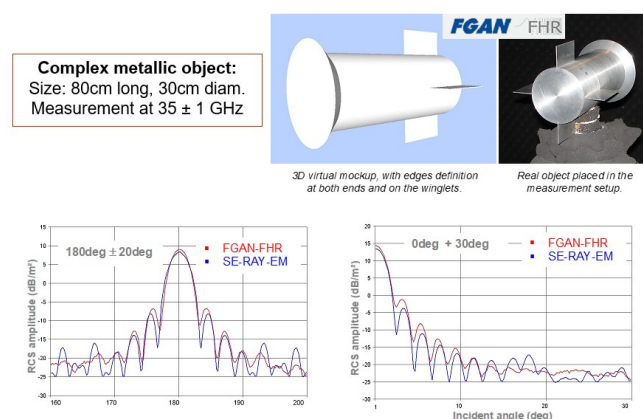 FGAN FHR
Complex metallic object:
Size: 80cm long, 30cm diam.
Measurement at 35 ± 1 GHz
3D virtual mockup, with edges definition
at both ends and on the winglets.
Real object placed in the
measurement setup.
RCS amplitude (dB/m²)
15
10
5
0
-5
-10
-15
-20
-25
-30
180deg ± 20deg
FGAN-FHR
SE-RAY-EM
160
170
180
190
200
RCS amplitude (dB/m²)
20
15
10
5
0
-5
-10
-15
-20
-25
-30
0deg + 30deg
FGAN-FHR
SE-RAY-EM
1
10
20
30
Incident angle (deg)